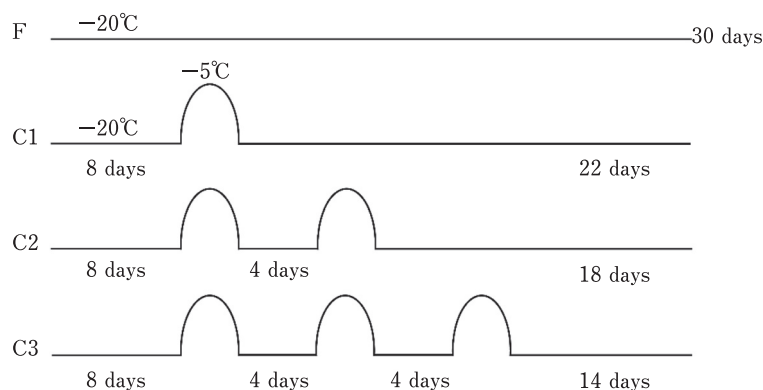 F −20℃ 30 days
−5℃
C1 −20℃
8 days 22 days
C2
8 days 4 days 18 days
C3
8 days 4 days 4 days 14 days